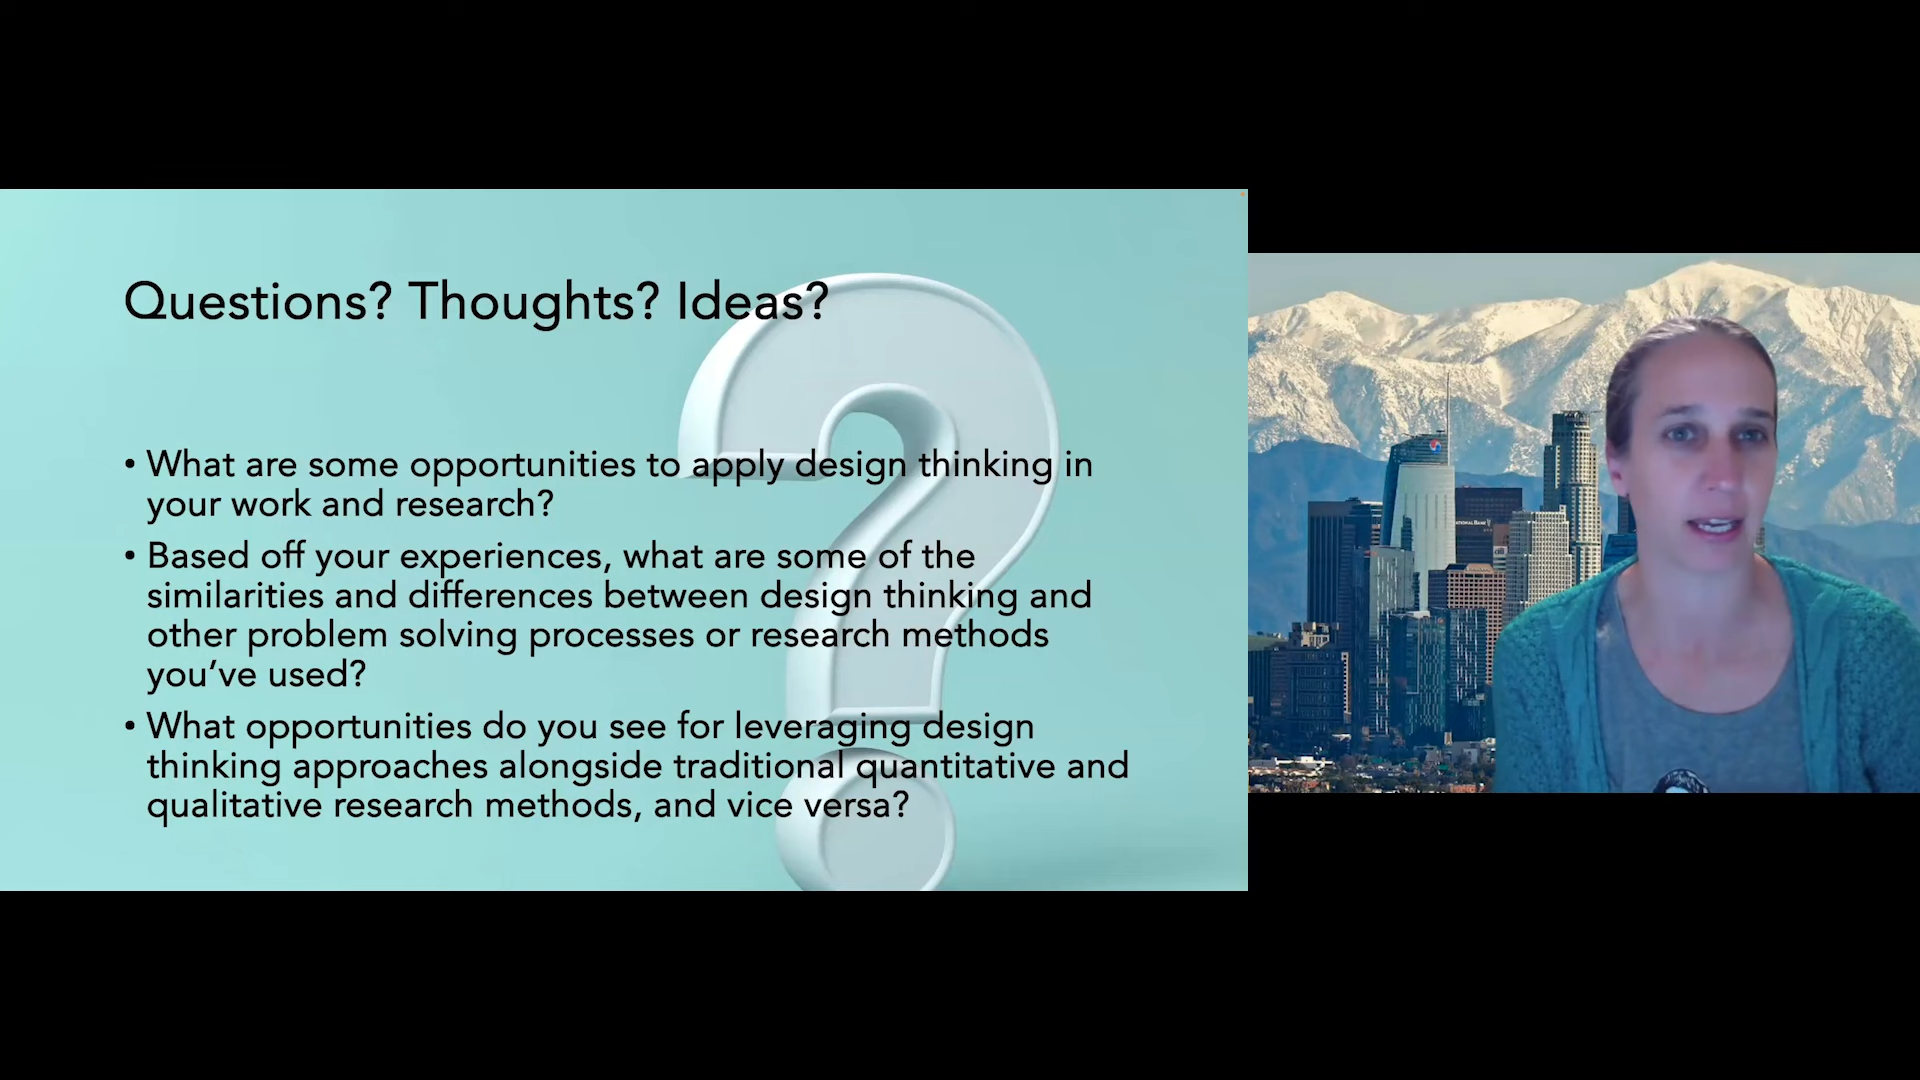 Questions? Thoughts? Ideas?
• What are some opportunities to apply design thinking in
your work and research?
• Based off your experiences, what are some of the
similarities and differences between design thinking and
other problem solving processes or research methods
you’ve used?
• What opportunities do you see for leveraging design
thinking approaches alongside traditional quantitative and
qualitative research methods, and vice versa?